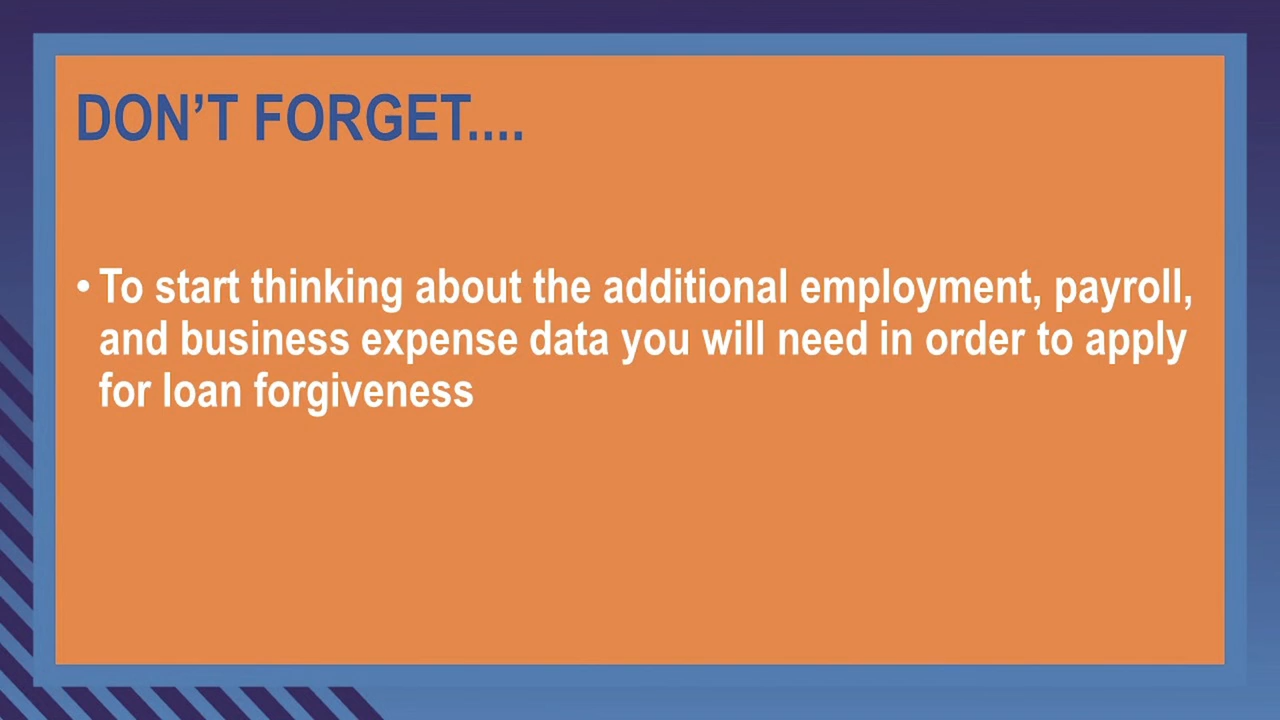 DON’T FORGET....
• To start thinking about the additional employment, payroll,
and business expense data you will need in order to apply
for loan forgiveness